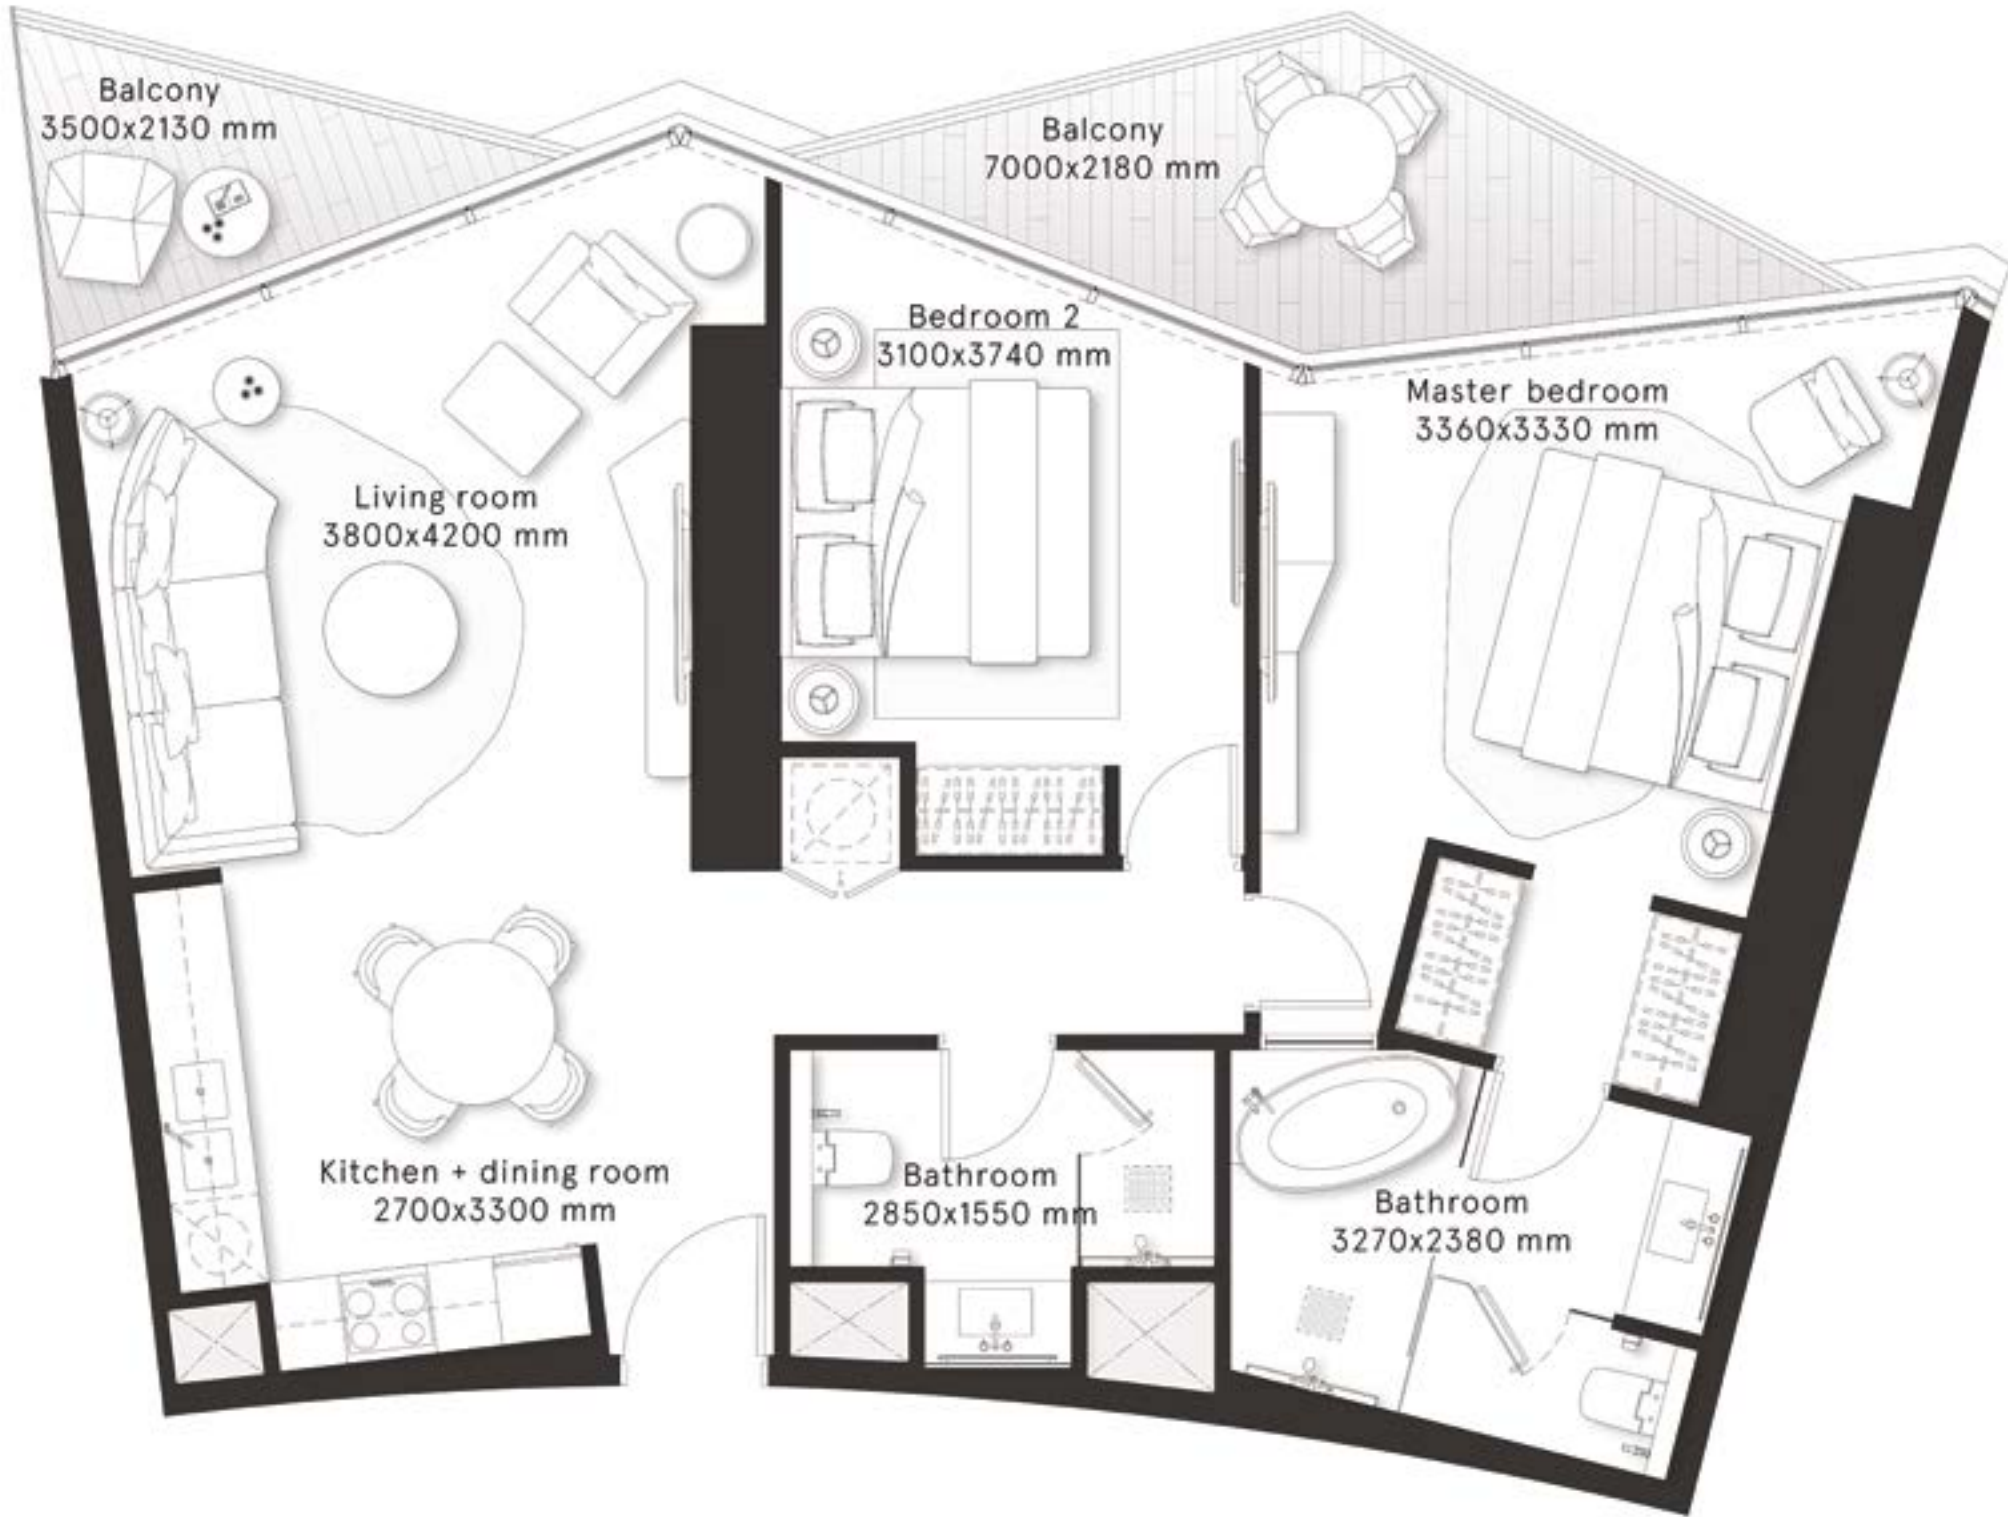 Balcony
3500x2130 mm
Balcony
7000x2180 mm
Bedroom 2
3100x3740 mm
Master bedroom
3360x3330 mm
Living room
3800x4200 mm
Kitchen + dining room
2700x3300 mm
Bathroom
2850x1550 mm
Bathroom
3270x2380 mm